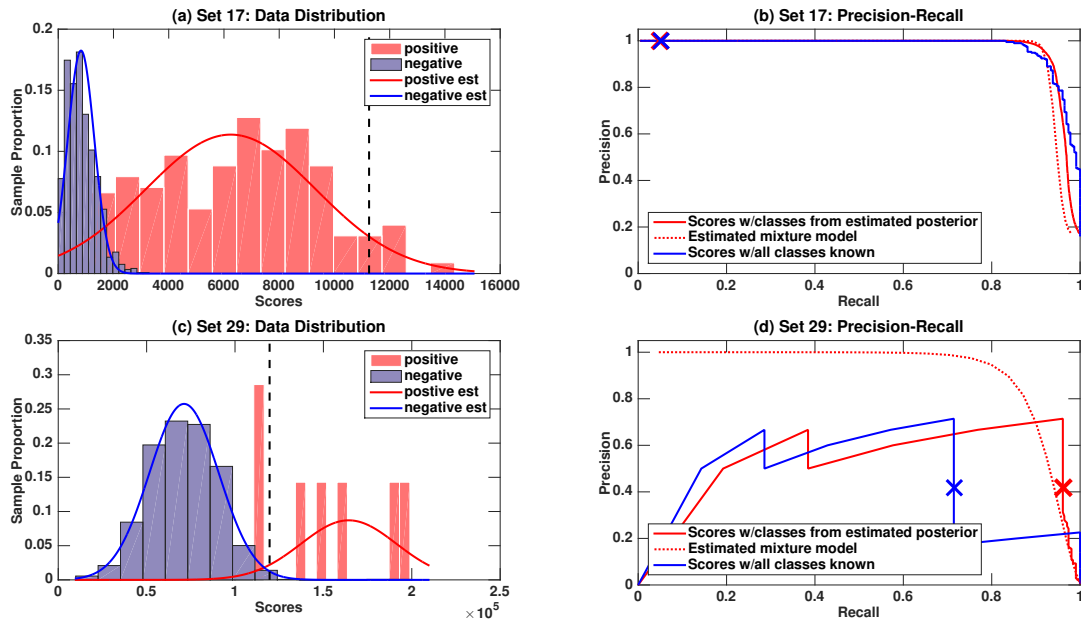 (a) Set 17: Data Distribution
0.2
0.15
0.1
0.05
0
Sample Proportion
positive
negative
postive est
negative est
0 2000 4000 6000 8000 10000 12000 14000 16000
Scores
(b) Set 17: Precision-Recall
1
0.8
0.6
0.4
0.2
0
Precision
Scores w/classes from estimated posterior
Estimated mixture model
Scores w/all classes known
0 0.2 0.4 0.6 0.8 1
Recall
(c) Set 29: Data Distribution
0.35
0.3
0.25
0.2
0.15
0.1
0.05
0
Sample Proportion
positive
negative
postive est
negative est
0 0.5 1 1.5 2 2.5
× 10^5
Scores
(d) Set 29: Precision-Recall
1
0.8
0.6
0.4
0.2
0
Precision
Scores w/classes from estimated posterior
Estimated mixture model
Scores w/all classes known
0 0.2 0.4 0.6 0.8 1
Recall